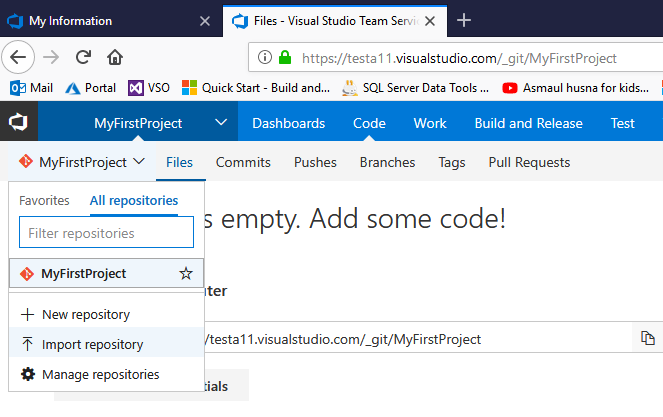 My Information
Files - Visual Studio Team Servic
https://testa11.visualstudio.com/_git/MyFirstProject
Mail Portal VSO Quick Start - Build and... SQL Server Data Tools ... Asmaul husna for kids...
MyFirstProject Dashboards Code Work Build and Release Test
MyFirstProject Files Commits Pushes Branches Tags Pull Requests
Favorites All repositories
s empty. Add some code!
Filter repositories
MyFirstProject
uter
New repository
/testa11.visualstudio.com/_git/MyFirstProject
Import repository
Manage repositories
tials